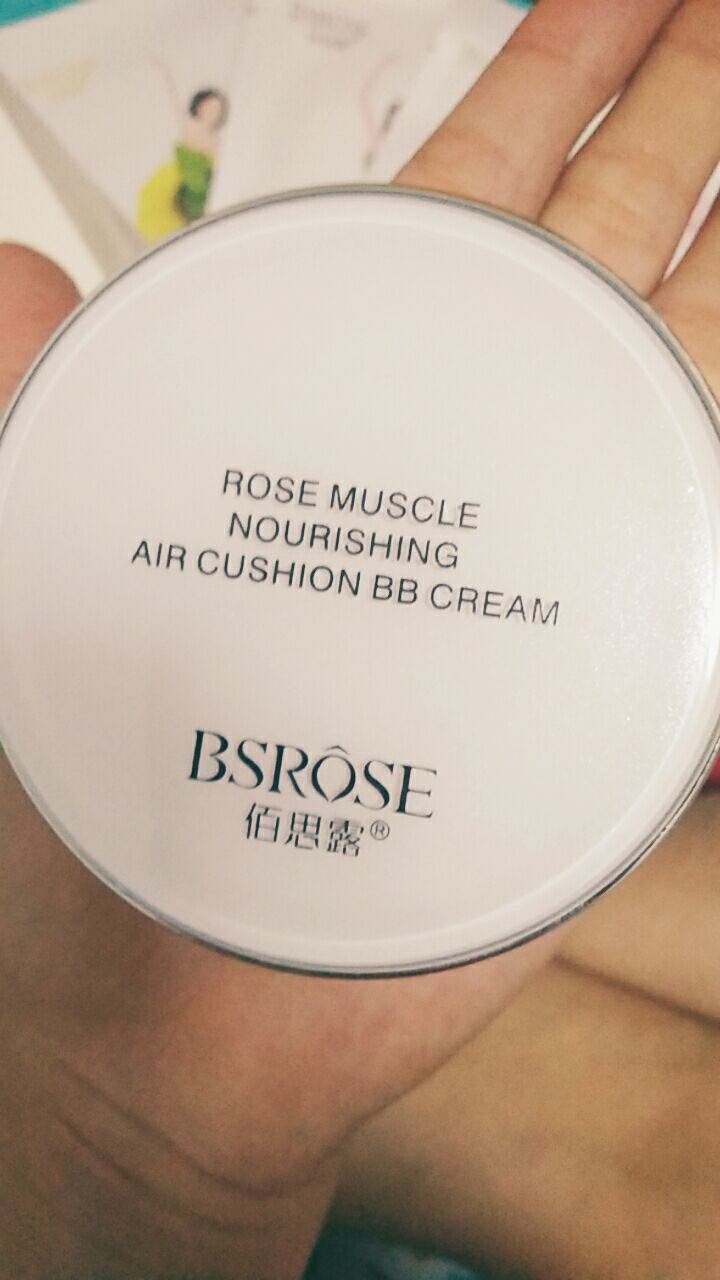 ROSE MUSCLE
NOURISHING
AIR CUSHION BB CREAM
BSRÔSE
佰思露®